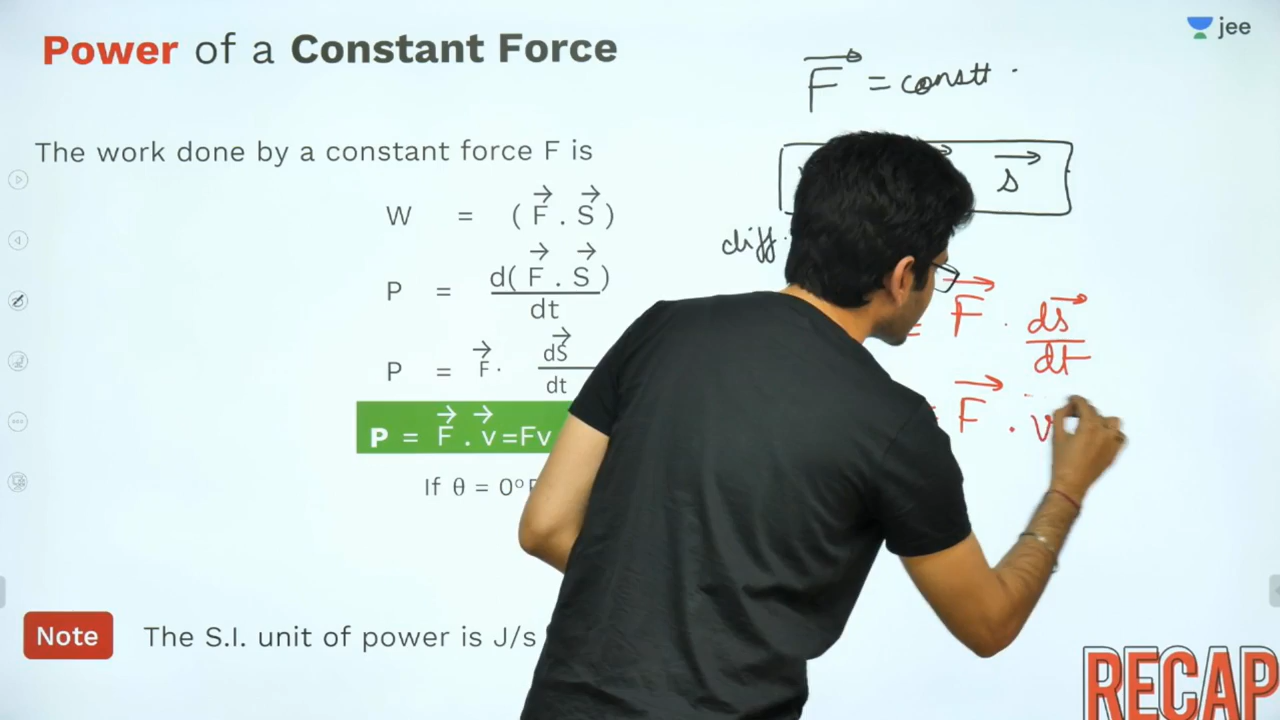 Power of a Constant Force
jee
F = constt.
The work done by a constant force F is
s
W = (F . S)
diff.
P = d(F . S)
dt
= F . ds
dt
P = F. dS
dt
= F . v
P = F . v=Fv
If θ = 0°
Note The S.I. unit of power is J/s
RECAP